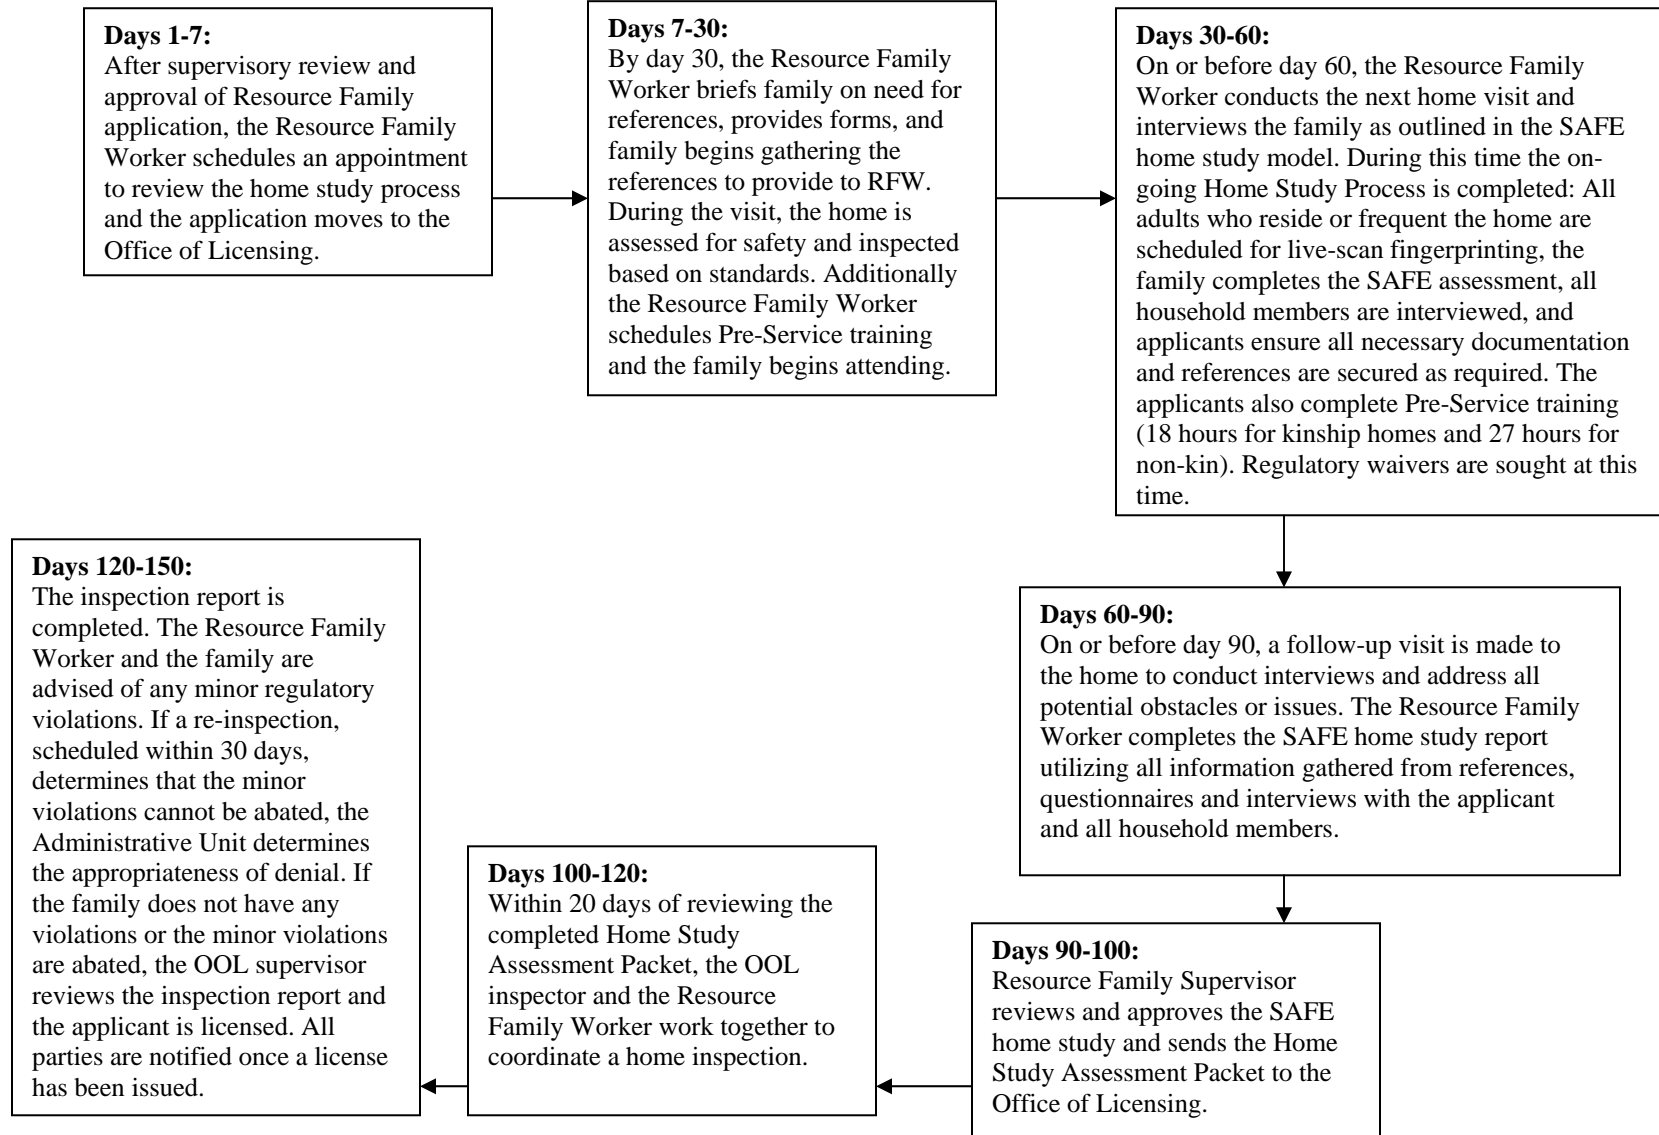 Days 1-7:
After supervisory review and
approval of Resource Family
application, the Resource Family
Worker schedules an appointment
to review the home study process
and the application moves to the
Office of Licensing.
Days 7-30:
By day 30, the Resource Family
Worker briefs family on need for
references, provides forms, and
family begins gathering the
references to provide to RFW.
During the visit, the home is
assessed for safety and inspected
based on standards. Additionally
the Resource Family Worker
schedules Pre-Service training
and the family begins attending.
Days 30-60:
On or before day 60, the Resource Family
Worker conducts the next home visit and
interviews the family as outlined in the SAFE
home study model. During this time the on-
going Home Study Process is completed: All
adults who reside or frequent the home are
scheduled for live-scan fingerprinting, the
family completes the SAFE assessment, all
household members are interviewed, and
applicants ensure all necessary documentation
and references are secured as required. The
applicants also complete Pre-Service training
(18 hours for kinship homes and 27 hours for
non-kin). Regulatory waivers are sought at this
time.
Days 60-90:
On or before day 90, a follow-up visit is made to
the home to conduct interviews and address all
potential obstacles or issues. The Resource Family
Worker completes the SAFE home study report
utilizing all information gathered from references,
questionnaires and interviews with the applicant
and all household members.
Days 90-100:
Resource Family Supervisor
reviews and approves the SAFE
home study and sends the Home
Study Assessment Packet to the
Office of Licensing.
Days 100-120:
Within 20 days of reviewing the
completed Home Study
Assessment Packet, the OOL
inspector and the Resource
Family Worker work together to
coordinate a home inspection.
Days 120-150:
The inspection report is
completed. The Resource Family
Worker and the family are
advised of any minor regulatory
violations. If a re-inspection,
scheduled within 30 days,
determines that the minor
violations cannot be abated, the
Administrative Unit determines
the appropriateness of denial. If
the family does not have any
violations or the minor violations
are abated, the OOL supervisor
reviews the inspection report and
the applicant is licensed. All
parties are notified once a license
has been issued.